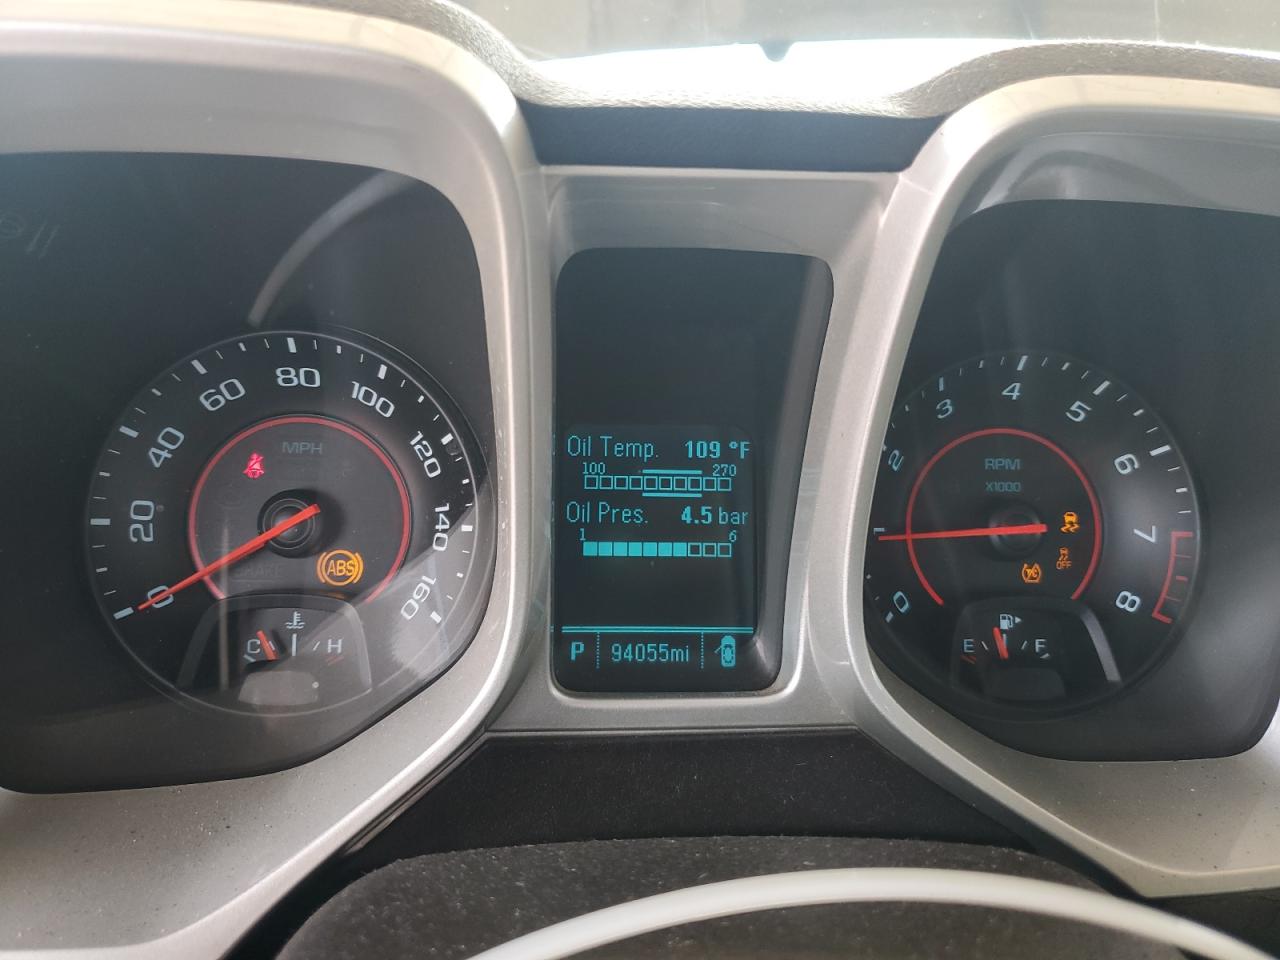 80
60
100
40
120
20
140
0
160
MPH
ABS
C
H
Oil Temp. 109 °F
100 270
Oil Pres. 4.5 bar
1 6
P 94055mi
4
3
5
2
6
7
0
8
RPM
X1000
OFF
T/C
E
F